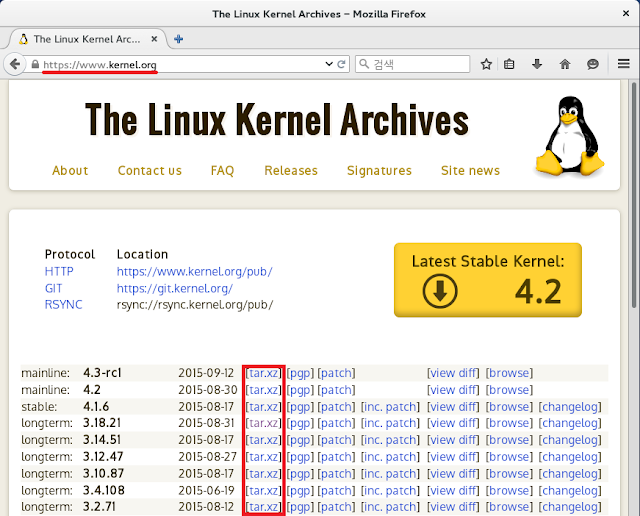 The Linux Kernel Archives – Mozilla Firefox
The Linux Kernel Arc...
https://www.kernel.org
검색
The Linux Kernel Archives
About Contact us FAQ Releases Signatures Site news
Protocol Location
HTTP https://www.kernel.org/pub/
GIT https://git.kernel.org/
RSYNC rsync://rsync.kernel.org/pub/
Latest Stable Kernel:
4.2
mainline: 4.3-rc1 2015-09-12 [tar.xz] [pgp] [patch] [view diff] [browse]
mainline: 4.2 2015-08-30 [tar.xz] [pgp] [patch] [view diff] [browse]
stable: 4.1.6 2015-08-17 [tar.xz] [pgp] [patch] [inc. patch] [view diff] [browse] [changelog]
longterm: 3.18.21 2015-08-31 [tar.xz] [pgp] [patch] [inc. patch] [view diff] [browse] [changelog]
longterm: 3.14.51 2015-08-17 [tar.xz] [pgp] [patch] [inc. patch] [view diff] [browse] [changelog]
longterm: 3.12.47 2015-08-27 [tar.xz] [pgp] [patch] [inc. patch] [view diff] [browse] [changelog]
longterm: 3.10.87 2015-08-17 [tar.xz] [pgp] [patch] [inc. patch] [view diff] [browse] [changelog]
longterm: 3.4.108 2015-06-19 [tar.xz] [pgp] [patch] [inc. patch] [view diff] [browse] [changelog]
longterm: 3.2.71 2015-08-12 [tar.xz] [pgp] [patch] [inc. patch] [view diff] [browse] [changelog]